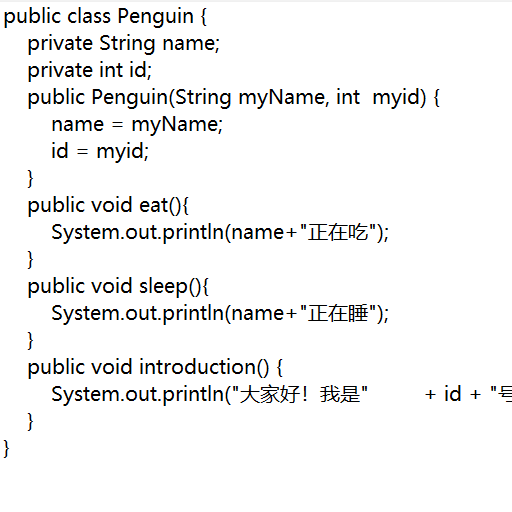 public class Penguin {
    private String name;
    private int id;
    public Penguin(String myName, int  myid) {
        name = myName;
        id = myid;
    }
    public void eat(){
        System.out.println(name+"正在吃");
    }
    public void sleep(){
        System.out.println(name+"正在睡");
    }
    public void introduction() {
        System.out.println("大家好！我是"         + id + "号
    }
}